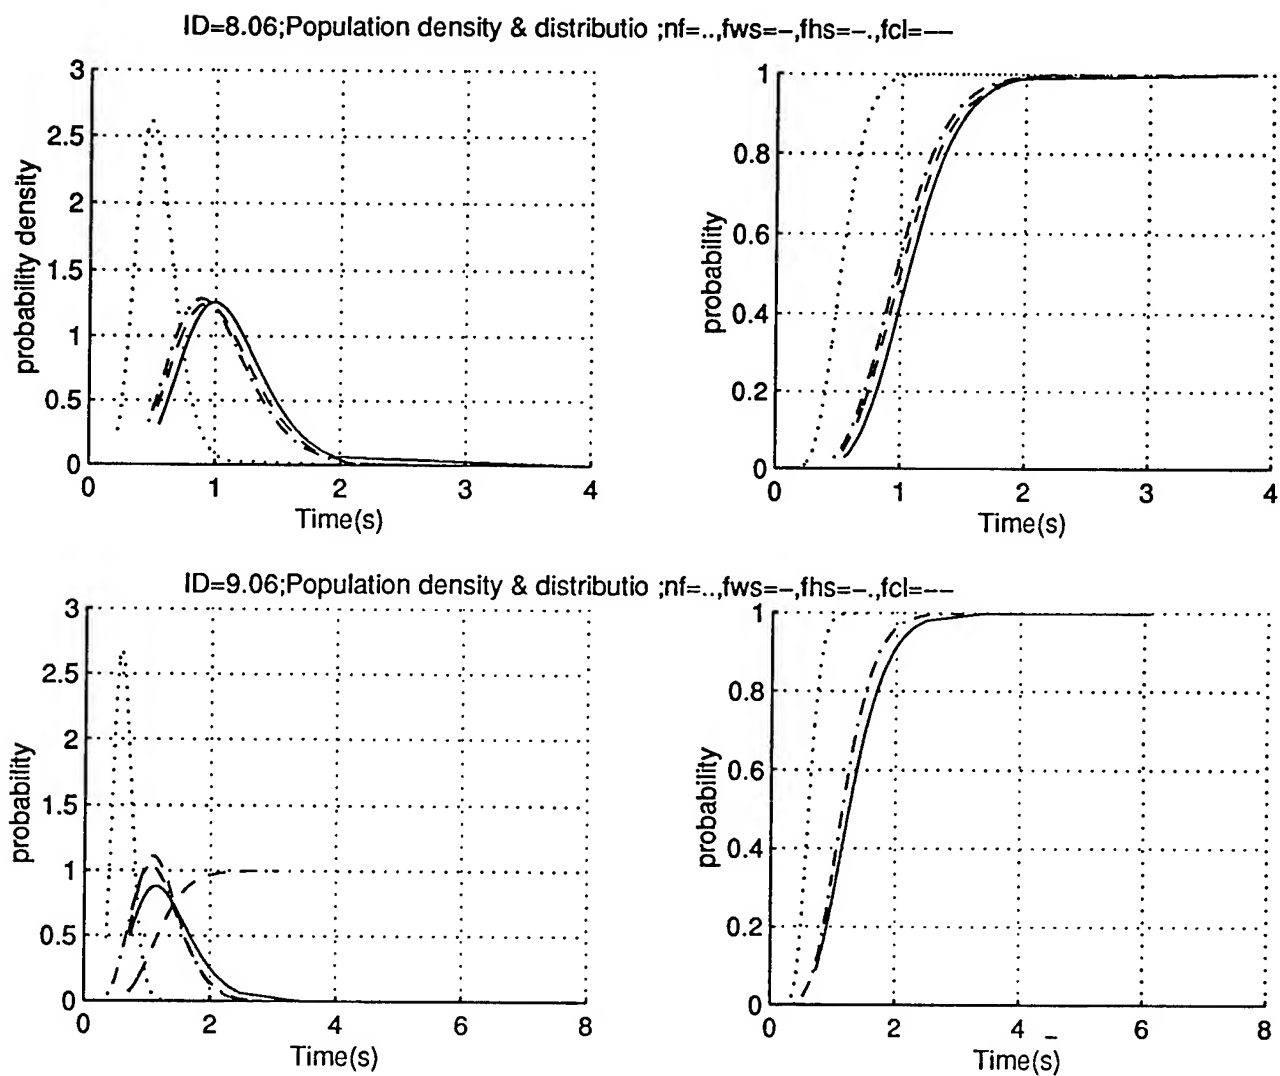 ID=8.06;Population density & distributio ;nf=..,fws=–,fhs=–.,fcl=––
3
2.5
2
1.5
1
0.5
0
probability density
0 1 2 3 4
Time(s)
1
0.8
0.6
0.4
0.2
0
probability
0 1 2 3 4
Time(s)
ID=9.06;Population density & distributio ;nf=..,fws=–,fhs=–.,fcl=––
3
2.5
2
1.5
1
0.5
0
probability
0 2 4 6 8
Time(s)
1
0.8
0.6
0.4
0.2
0
probability
0 2 4 6 8
Time(s)